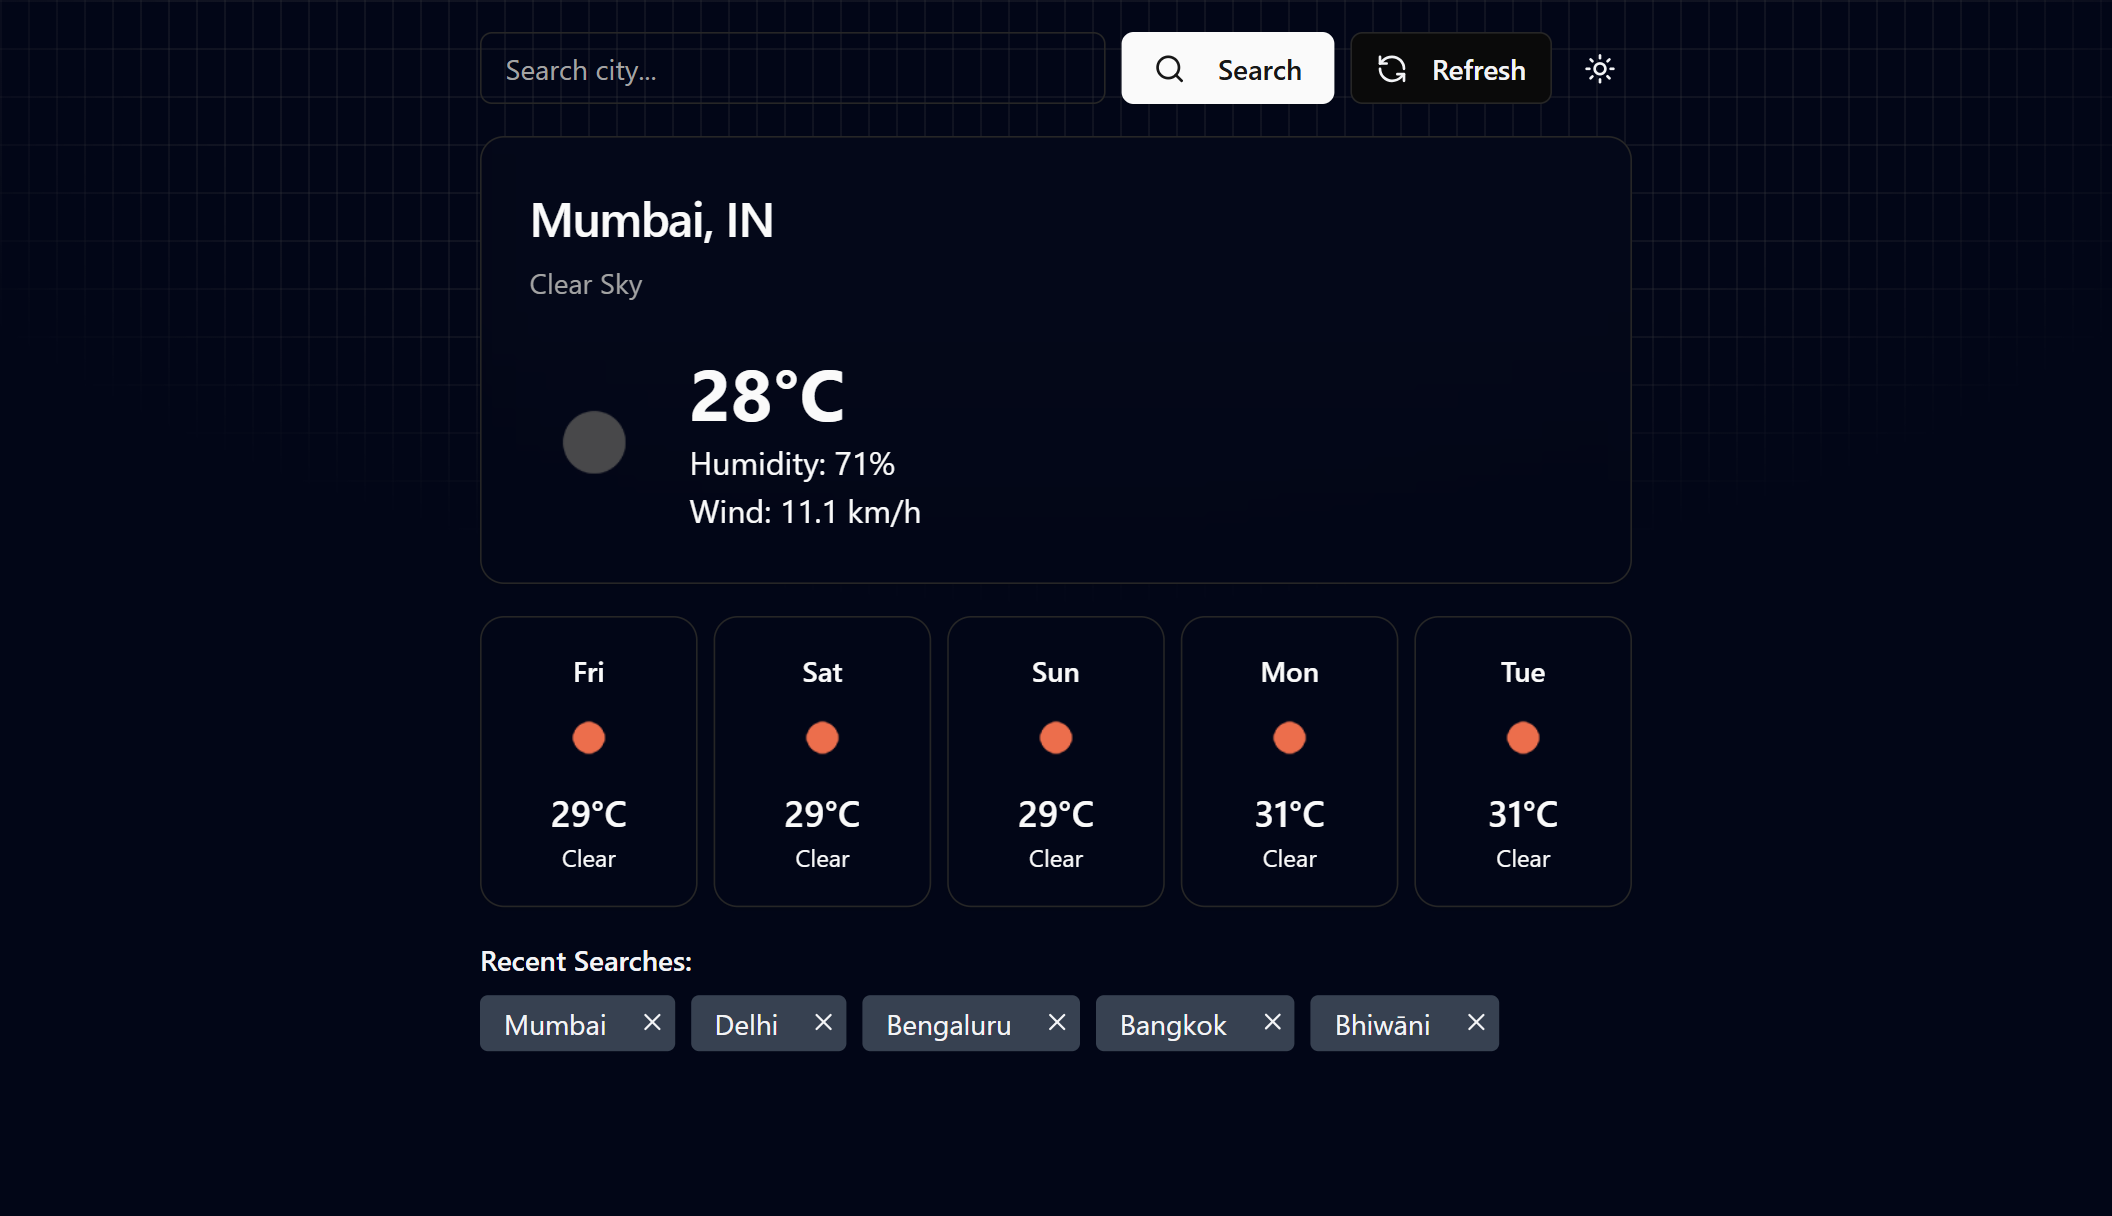 Search city...
Search
Refresh
Mumbai, IN
Clear Sky
28°C
Humidity: 71%
Wind: 11.1 km/h
Fri
29°C
Clear
Sat
29°C
Clear
Sun
29°C
Clear
Mon
31°C
Clear
Tue
31°C
Clear
Recent Searches:
Mumbai
Delhi
Bengaluru
Bangkok
Bhiwāni